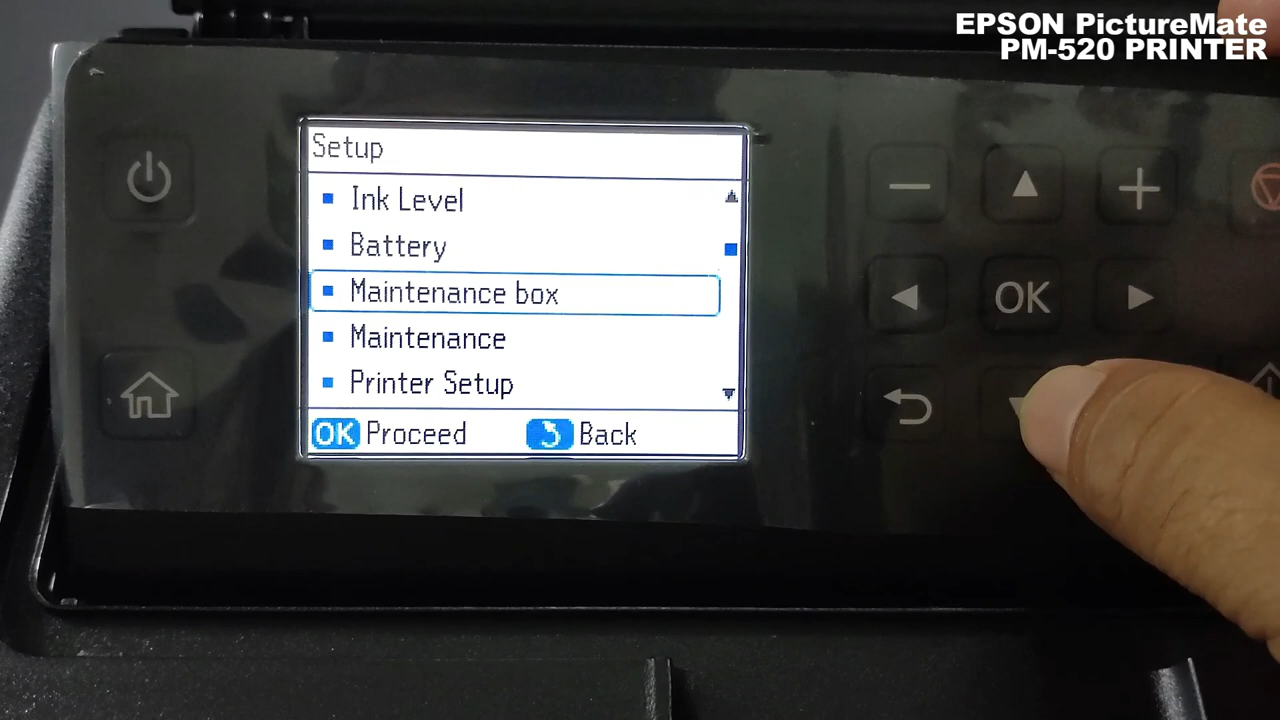 EPSON PictureMate
PM-520 PRINTER
Setup
Ink Level
Battery
Maintenance box
Maintenance
Printer Setup
OK Proceed Back
OK